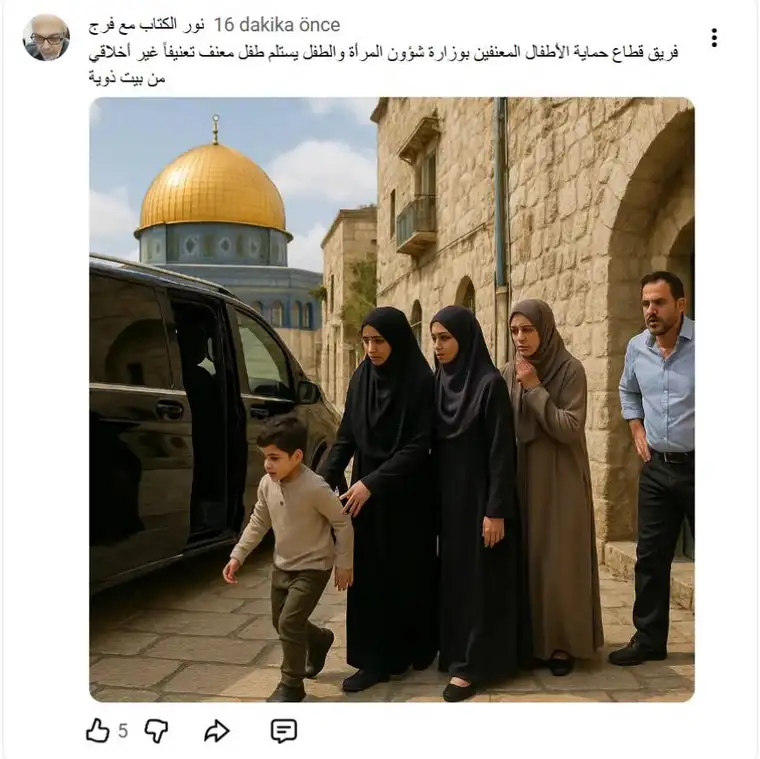 نور الكتاب مع فرج 16 dakika önce
فريق قطاع حماية الأطفال المعنفين بوزارة شؤون المرأة والطفل يستلم طفل معنف تعنيفاً غير أخلاقي
من بيت ذوية
5